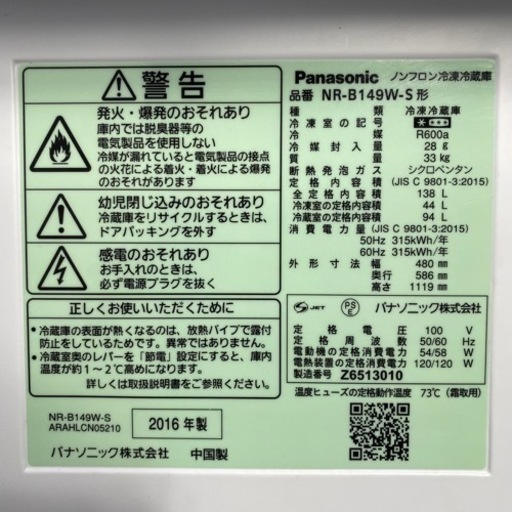 警告
発火・爆発のおそれあり
庫内では脱臭器等の
電気製品を使用しないで
冷媒が漏れていると電気製品の接点
の火花による着火・着火による爆発
のおそれがあります
幼児閉じ込みのおそれあり
冷蔵庫をリサイクルするときは、
ドアパッキングを外す
感電のおそれあり
お手入れのときは、
必ず電源プラグを抜く
正しくお使いいただくために
・冷蔵庫の表面が熱くなるのは、放熱パイプで露付
防止をしているためです。異常ではありません。
・冷蔵室奥のレバーを「節電」設定にすると、庫内
温度が約1~2℃高めになります。
詳しくは取扱説明書をご参照ください。
NR-B149W-S
ARAHLCN05210
2016年製
パナソニック株式会社 中国製
Panasonic ノンフロン冷凍冷蔵庫
品番 NR-B149W-S形
種類 冷凍冷蔵庫
冷凍室の記号
冷媒 R600a
冷媒封入量 28g
質量 33kg
断熱発泡ガス シクロペンタン
定格内容積 (JIS C 9801-3:2015)
全定格内容積 138 L
冷凍室の定格内容積 44 L
冷蔵室の定格内容積 94 L
消費電力量 (JIS C 9801-3:2015)
50Hz 315kWh/年
60Hz 315kWh/年
外形寸法 幅 480 mm
奥行 586 mm
高さ 1119 mm
S JET PSE パナソニック株式会社
定格電圧 100 V
定格周波数 50/60 Hz
電動機の定格消費電力 54/58 W
電熱装置の定格消費電力 120/120 W
製造番号 Z6513010
温度ヒューズの定格動作温度 73℃(霜取用)